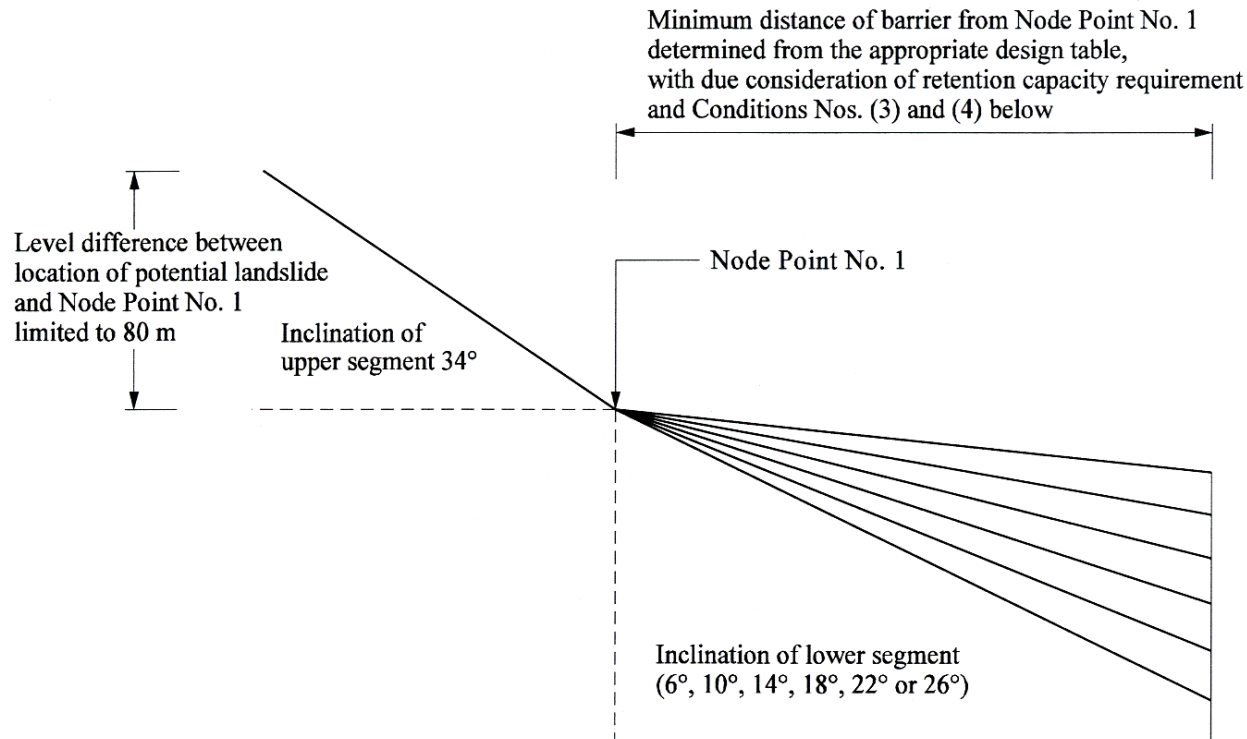 Minimum distance of barrier from Node Point No. 1
determined from the appropriate design table,
with due consideration of retention capacity requirement
and Conditions Nos. (3) and (4) below
Level difference between
location of potential landslide
and Node Point No. 1
limited to 80 m
Node Point No. 1
Inclination of
upper segment 34°
Inclination of lower segment
(6°, 10°, 14°, 18°, 22° or 26°)